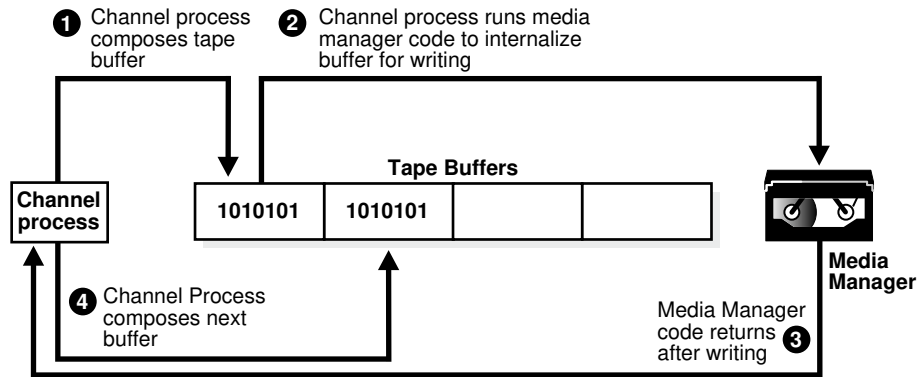 1 Channel process
composes tape
buffer
2 Channel process runs media
manager code to internalize
buffer for writing
Tape Buffers
Channel
process
1010101 1010101
Media
Manager
4 Channel Process
composes next
buffer
Media Manager
code returns 3
after writing